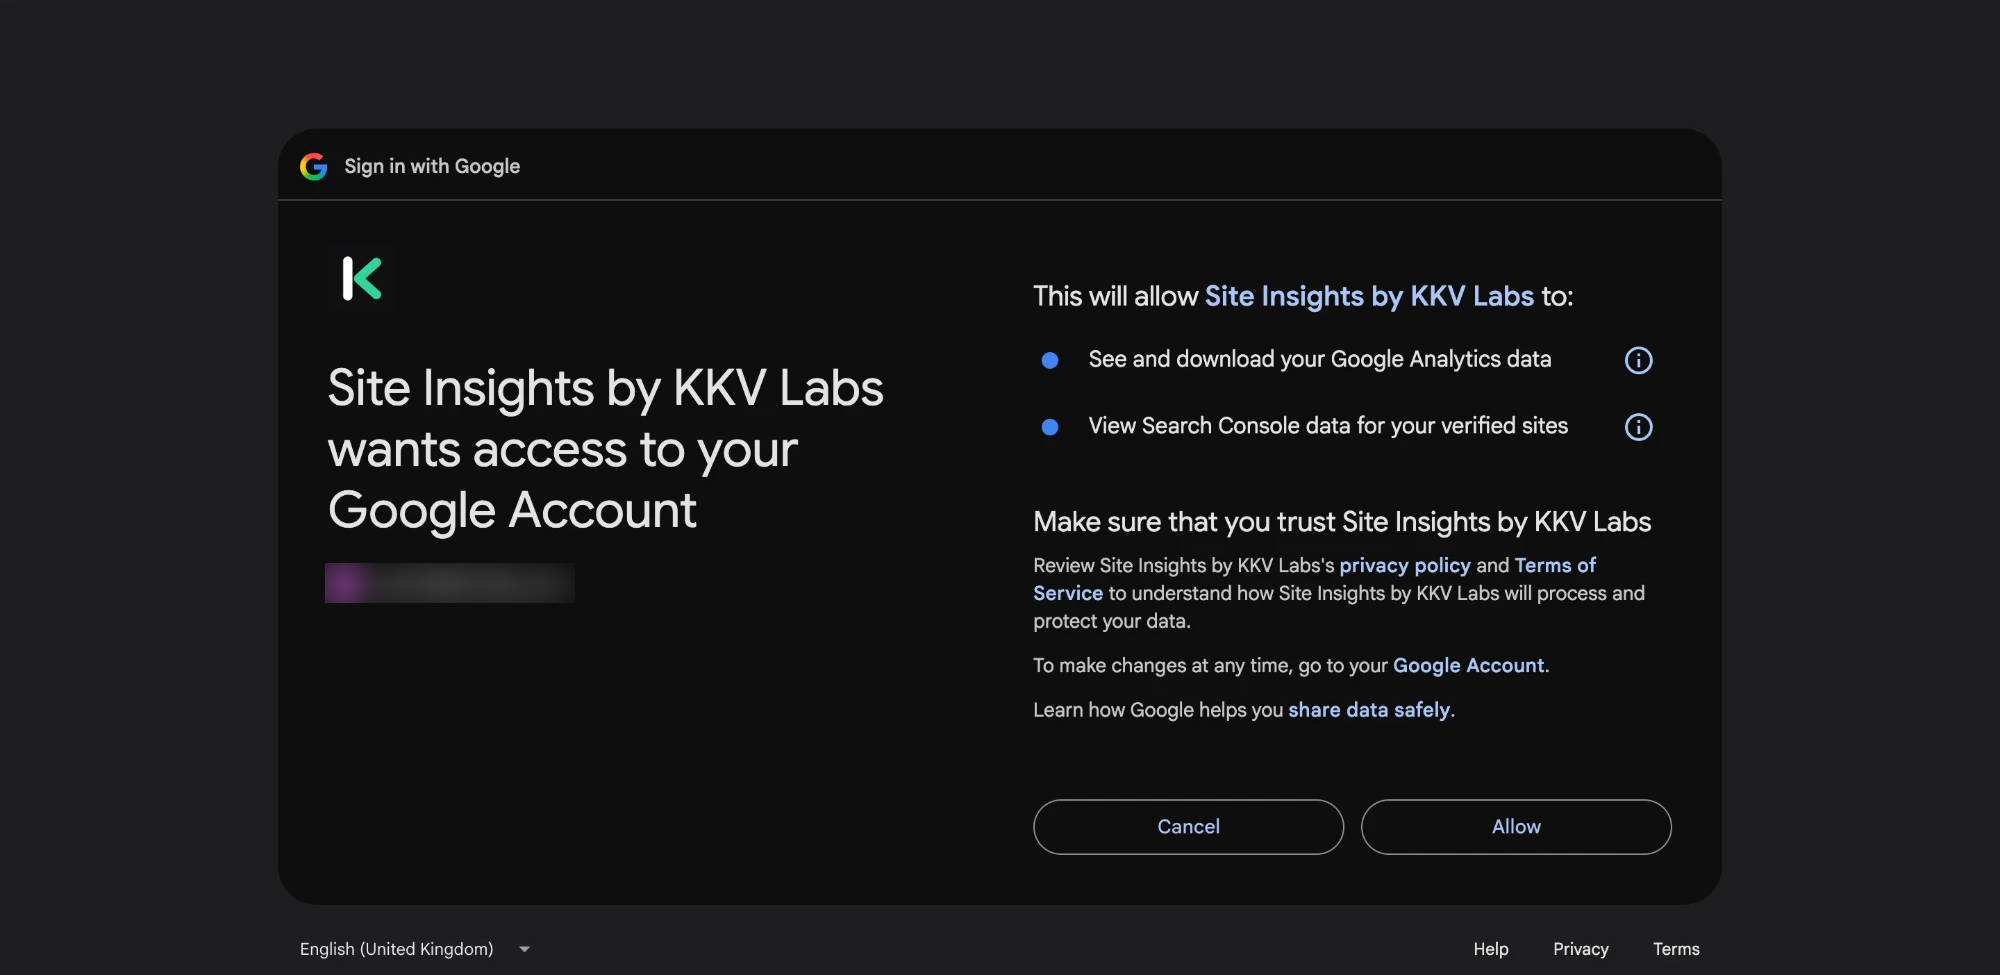 Sign in with Google
Site Insights by KKV Labs
wants access to your
Google Account
This will allow Site Insights by KKV Labs to:
See and download your Google Analytics data
View Search Console data for your verified sites
Make sure that you trust Site Insights by KKV Labs
Review Site Insights by KKV Labs's privacy policy and Terms of
Service to understand how Site Insights by KKV Labs will process and
protect your data.
To make changes at any time, go to your Google Account.
Learn how Google helps you share data safely.
Cancel
Allow
English (United Kingdom)
Help
Privacy
Terms